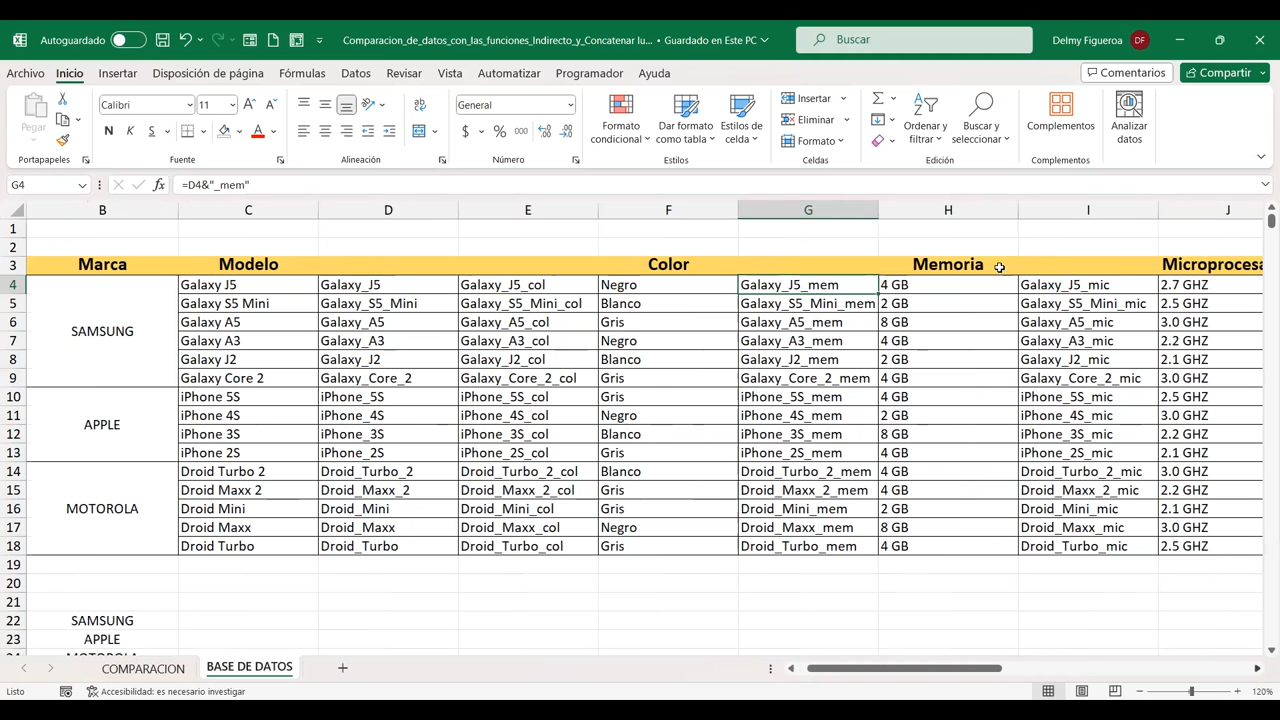 Autoguardado
Comparacion_de_datos_con_las_funciones_Indirecto_y_Concatenar lu... • Guardado en Este PC
Buscar
Delmy Figueroa DF
Archivo Inicio Insertar Disposición de página Fórmulas Datos Revisar Vista Automatizar Programador Ayuda
Comentarios Compartir
Pegar
Calibri 11
N K S
General
$ % 000
Formato condicional
Dar formato como tabla
Estilos de celda
Insertar
Eliminar
Formato
Ordenar y filtrar
Buscar y seleccionar
Complementos
Analizar datos
Portapapeles Fuente Alineación Número Estilos Celdas Edición Complementos
G4 fx =D4&"_mem"
B C D E F G H I J
1
2
3 Marca Modelo Color Memoria Microprocesa
4 Galaxy J5 Galaxy_J5 Galaxy_J5_col Negro Galaxy_J5_mem 4 GB Galaxy_J5_mic 2.7 GHZ
5 Galaxy S5 Mini Galaxy_S5_Mini Galaxy_S5_Mini_col Blanco Galaxy_S5_Mini_mem 2 GB Galaxy_S5_Mini_mic 2.5 GHZ
6 SAMSUNG Galaxy A5 Galaxy_A5 Galaxy_A5_col Gris Galaxy_A5_mem 8 GB Galaxy_A5_mic 3.0 GHZ
7 Galaxy A3 Galaxy_A3 Galaxy_A3_col Negro Galaxy_A3_mem 4 GB Galaxy_A3_mic 2.2 GHZ
8 Galaxy J2 Galaxy_J2 Galaxy_J2_col Blanco Galaxy_J2_mem 2 GB Galaxy_J2_mic 2.1 GHZ
9 Galaxy Core 2 Galaxy_Core_2 Galaxy_Core_2_col Gris Galaxy_Core_2_mem 4 GB Galaxy_Core_2_mic 3.0 GHZ
10 iPhone 5S iPhone_5S iPhone_5S_col Gris iPhone_5S_mem 4 GB iPhone_5S_mic 2.5 GHZ
11 APPLE iPhone 4S iPhone_4S iPhone_4S_col Negro iPhone_4S_mem 2 GB iPhone_4S_mic 3.0 GHZ
12 iPhone 3S iPhone_3S iPhone_3S_col Blanco iPhone_3S_mem 8 GB iPhone_3S_mic 2.2 GHZ
13 iPhone 2S iPhone_2S iPhone_2S_col Gris iPhone_2S_mem 4 GB iPhone_2S_mic 2.1 GHZ
14 Droid Turbo 2 Droid_Turbo_2 Droid_Turbo_2_col Blanco Droid_Turbo_2_mem 4 GB Droid_Turbo_2_mic 3.0 GHZ
15 Droid Maxx 2 Droid_Maxx_2 Droid_Maxx_2_col Gris Droid_Maxx_2_mem 4 GB Droid_Maxx_2_mic 2.2 GHZ
16 MOTOROLA Droid Mini Droid_Mini Droid_Mini_col Gris Droid_Mini_mem 2 GB Droid_Mini_mic 2.1 GHZ
17 Droid Maxx Droid_Maxx Droid_Maxx_col Negro Droid_Maxx_mem 8 GB Droid_Maxx_mic 3.0 GHZ
18 Droid Turbo Droid_Turbo Droid_Turbo_col Gris Droid_Turbo_mem 4 GB Droid_Turbo_mic 2.5 GHZ
19
20
21
22 SAMSUNG
23 APPLE
24 MOTOROLA
COMPARACION BASE DE DATOS
Listo Accesibilidad: es necesario investigar 120%